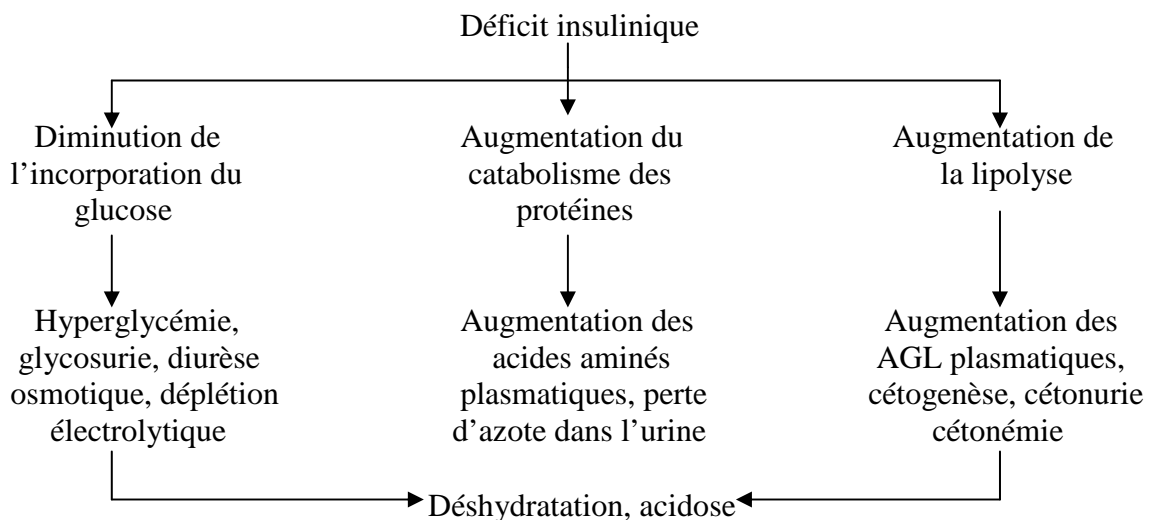 Déficit insulinique
Diminution de
l’incorporation du
glucose
Augmentation du
catabolisme des
protéines
Augmentation de
la lipolyse
Hyperglycémie,
glycosurie, diurèse
osmotique, déplétion
électrolytique
Augmentation des
acides aminés
plasmatiques, perte
d’azote dans l’urine
Augmentation des
AGL plasmatiques,
cétogenèse, cétonurie
cétonémie
Déshydratation, acidose